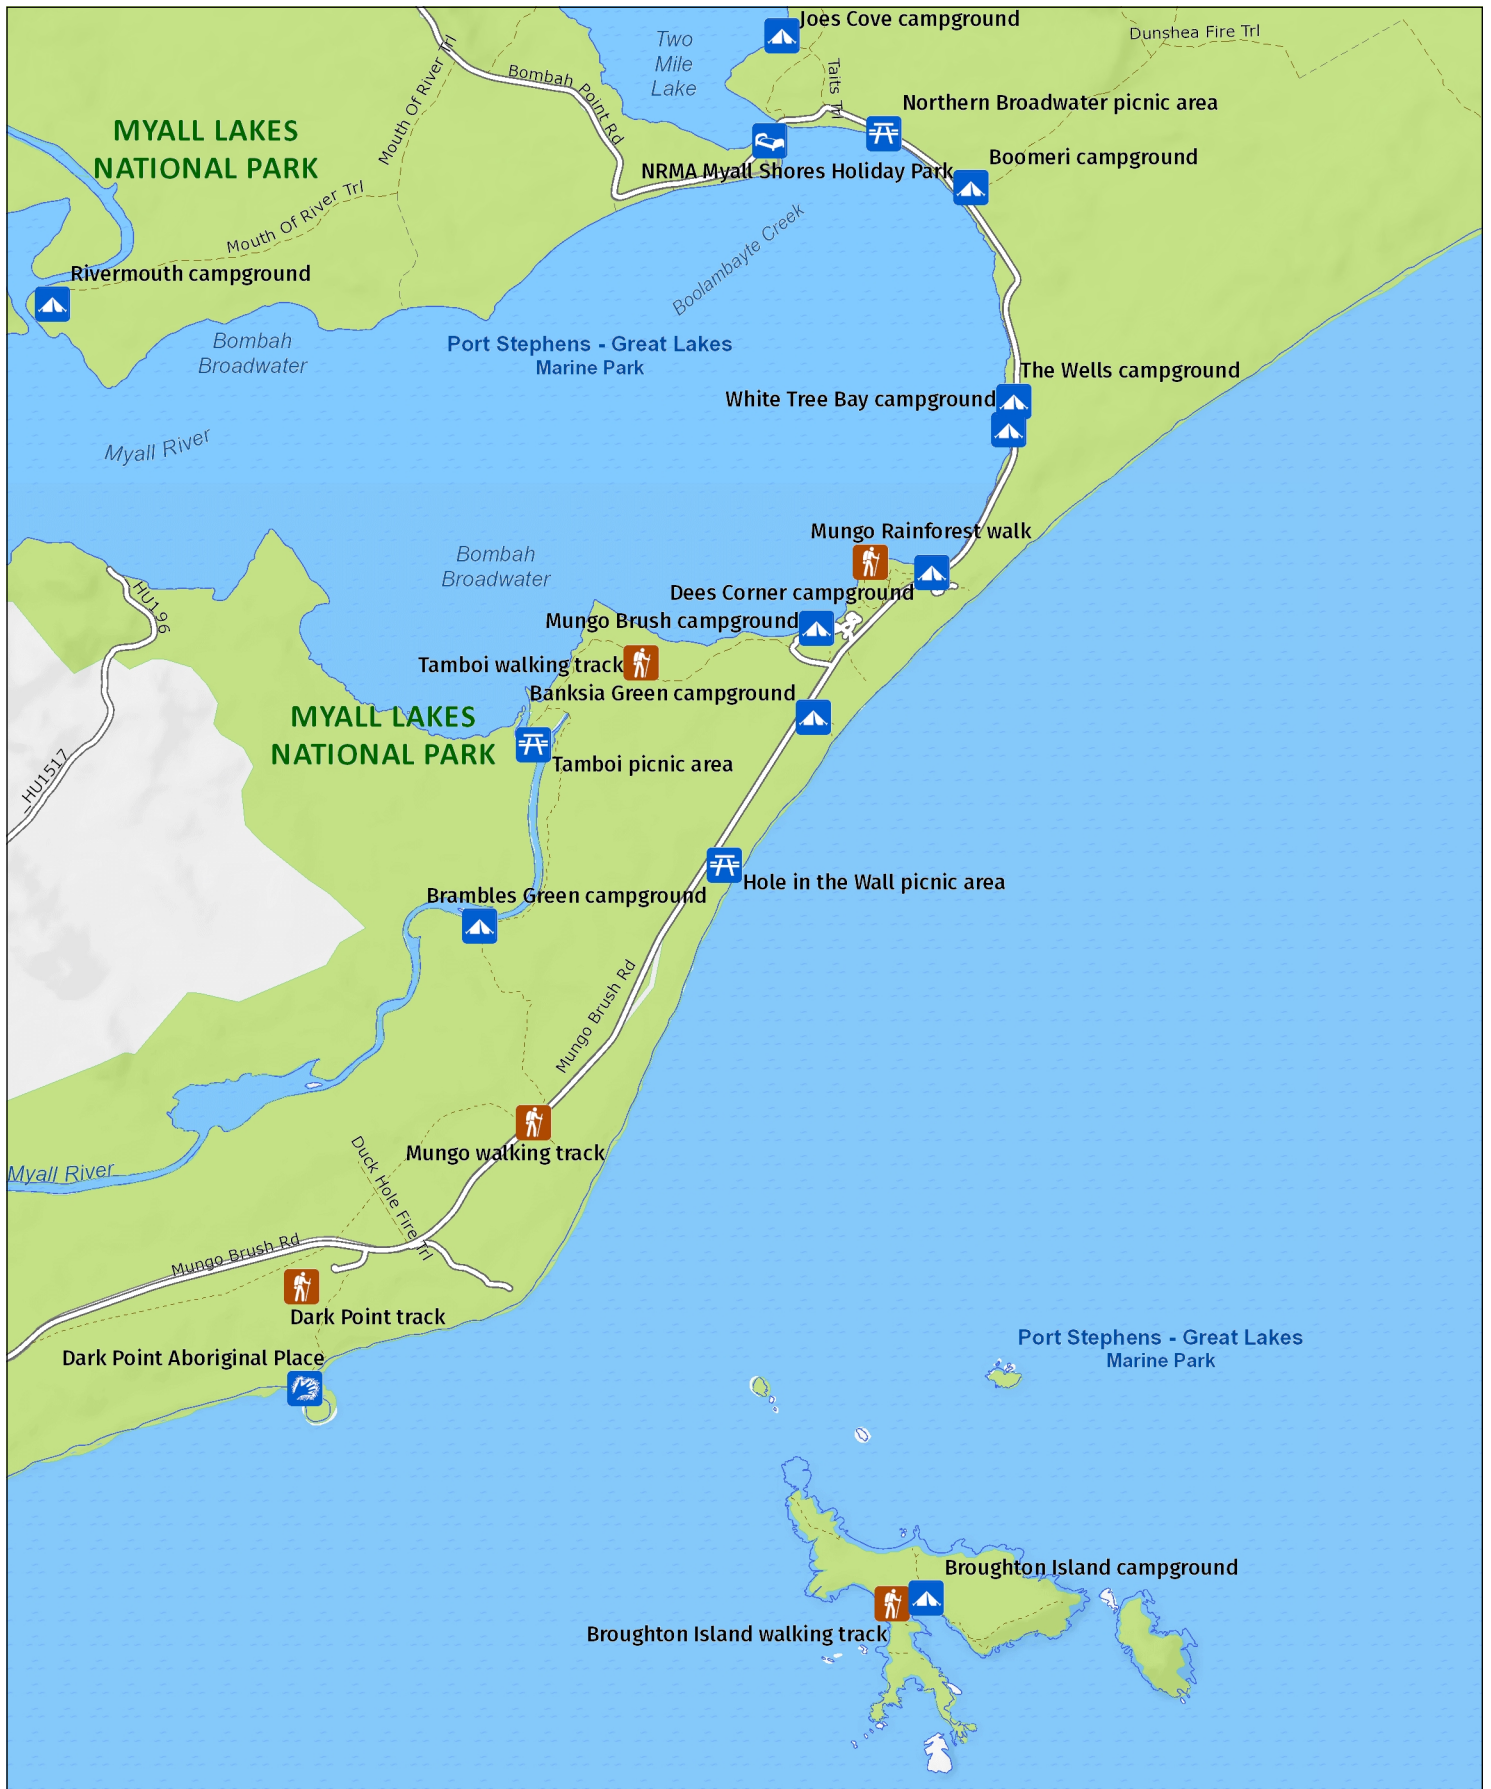 Joes Cove campground
Dunshea Fire Trl
Two
Mile
Lake
Taits Trl
Mouth Of River Trl
Bombah Point Rd
Northern Broadwater picnic area
MYALL LAKES
NATIONAL PARK
Boomeri campground
NRMA Myall Shores Holiday Park
Mouth Of River Trl
Boolambayte Creek
Rivermouth campground
Bombah
Broadwater
Port Stephens - Great Lakes
Marine Park
The Wells campground
White Tree Bay campground
Myall River
Mungo Rainforest walk
Bombah
Broadwater
Dees Corner campground
HU196
Mungo Brush campground
Tamboi walking track
Banksia Green campground
MYALL LAKES
NATIONAL PARK
Tamboi picnic area
_HU1517
Hole in the Wall picnic area
Brambles Green campground
Mungo Brush Rd
Mungo walking track
Myall River
Duck Hole Fire Trl
Mungo Brush Rd
Dark Point track
Port Stephens - Great Lakes
Marine Park
Dark Point Aboriginal Place
Broughton Island campground
Broughton Island walking track